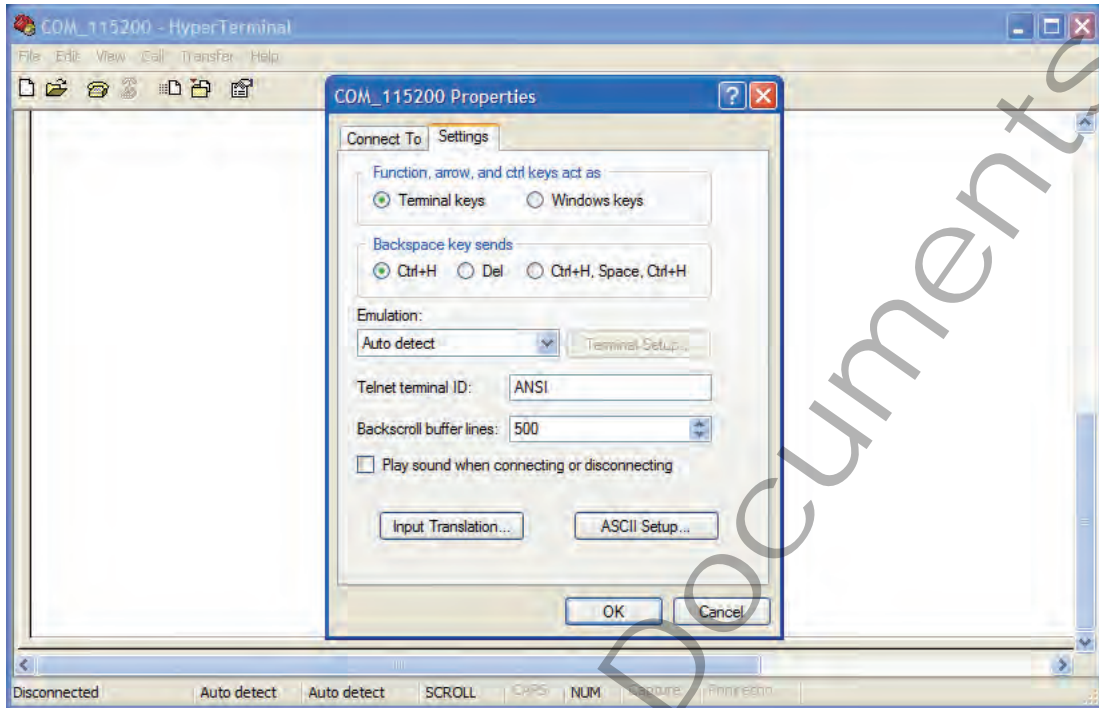 COM_115200 - HyperTerminal
File Edit View Call Transfer Help
COM_115200 Properties
Connect To Settings
Function, arrow, and ctrl keys act as
Terminal keys Windows keys
Backspace key sends
Ctrl+H Del Ctrl+H, Space, Ctrl+H
Emulation:
Auto detect Terminal Setup...
Telnet terminal ID: ANSI
Backscroll buffer lines: 500
Play sound when connecting or disconnecting
Input Translation... ASCII Setup...
OK Cancel
Disconnected Auto detect Auto detect SCROLL CAPS NUM Capture Print echo
Documents